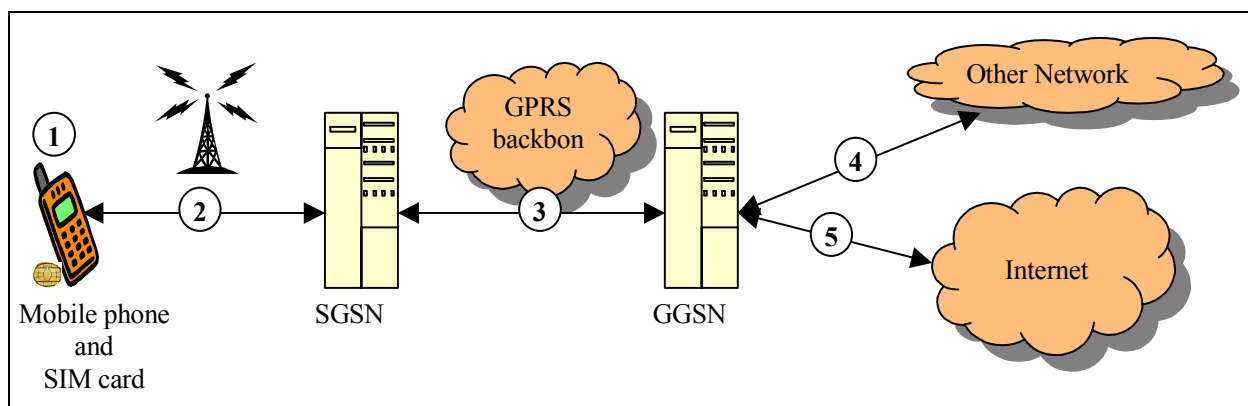 1
Mobile phone
and
SIM card
2
SGSN
GPRS
backbon
3
GGSN
4
Other Network
5
Internet